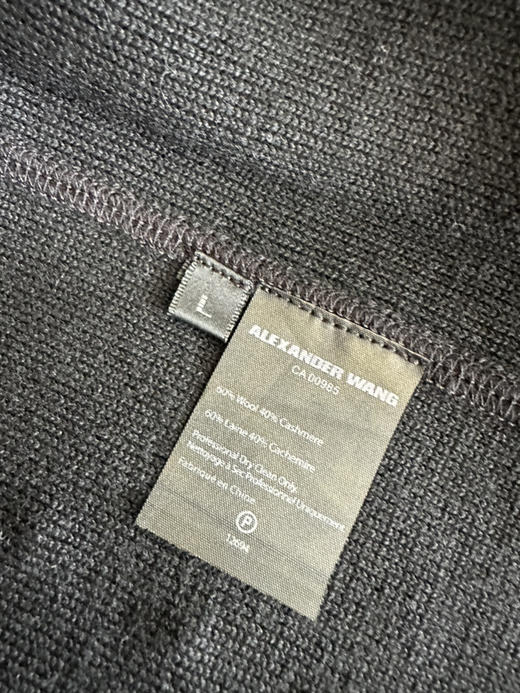 L
ALEXANDER WANG
CA 00985
60% Wool 40% Cashmere
60% Laine 40% Cachemire
Professional Dry Clean Only
Nettoyage à Sec Professionnel Uniquement
Fabriqué en Chine
P